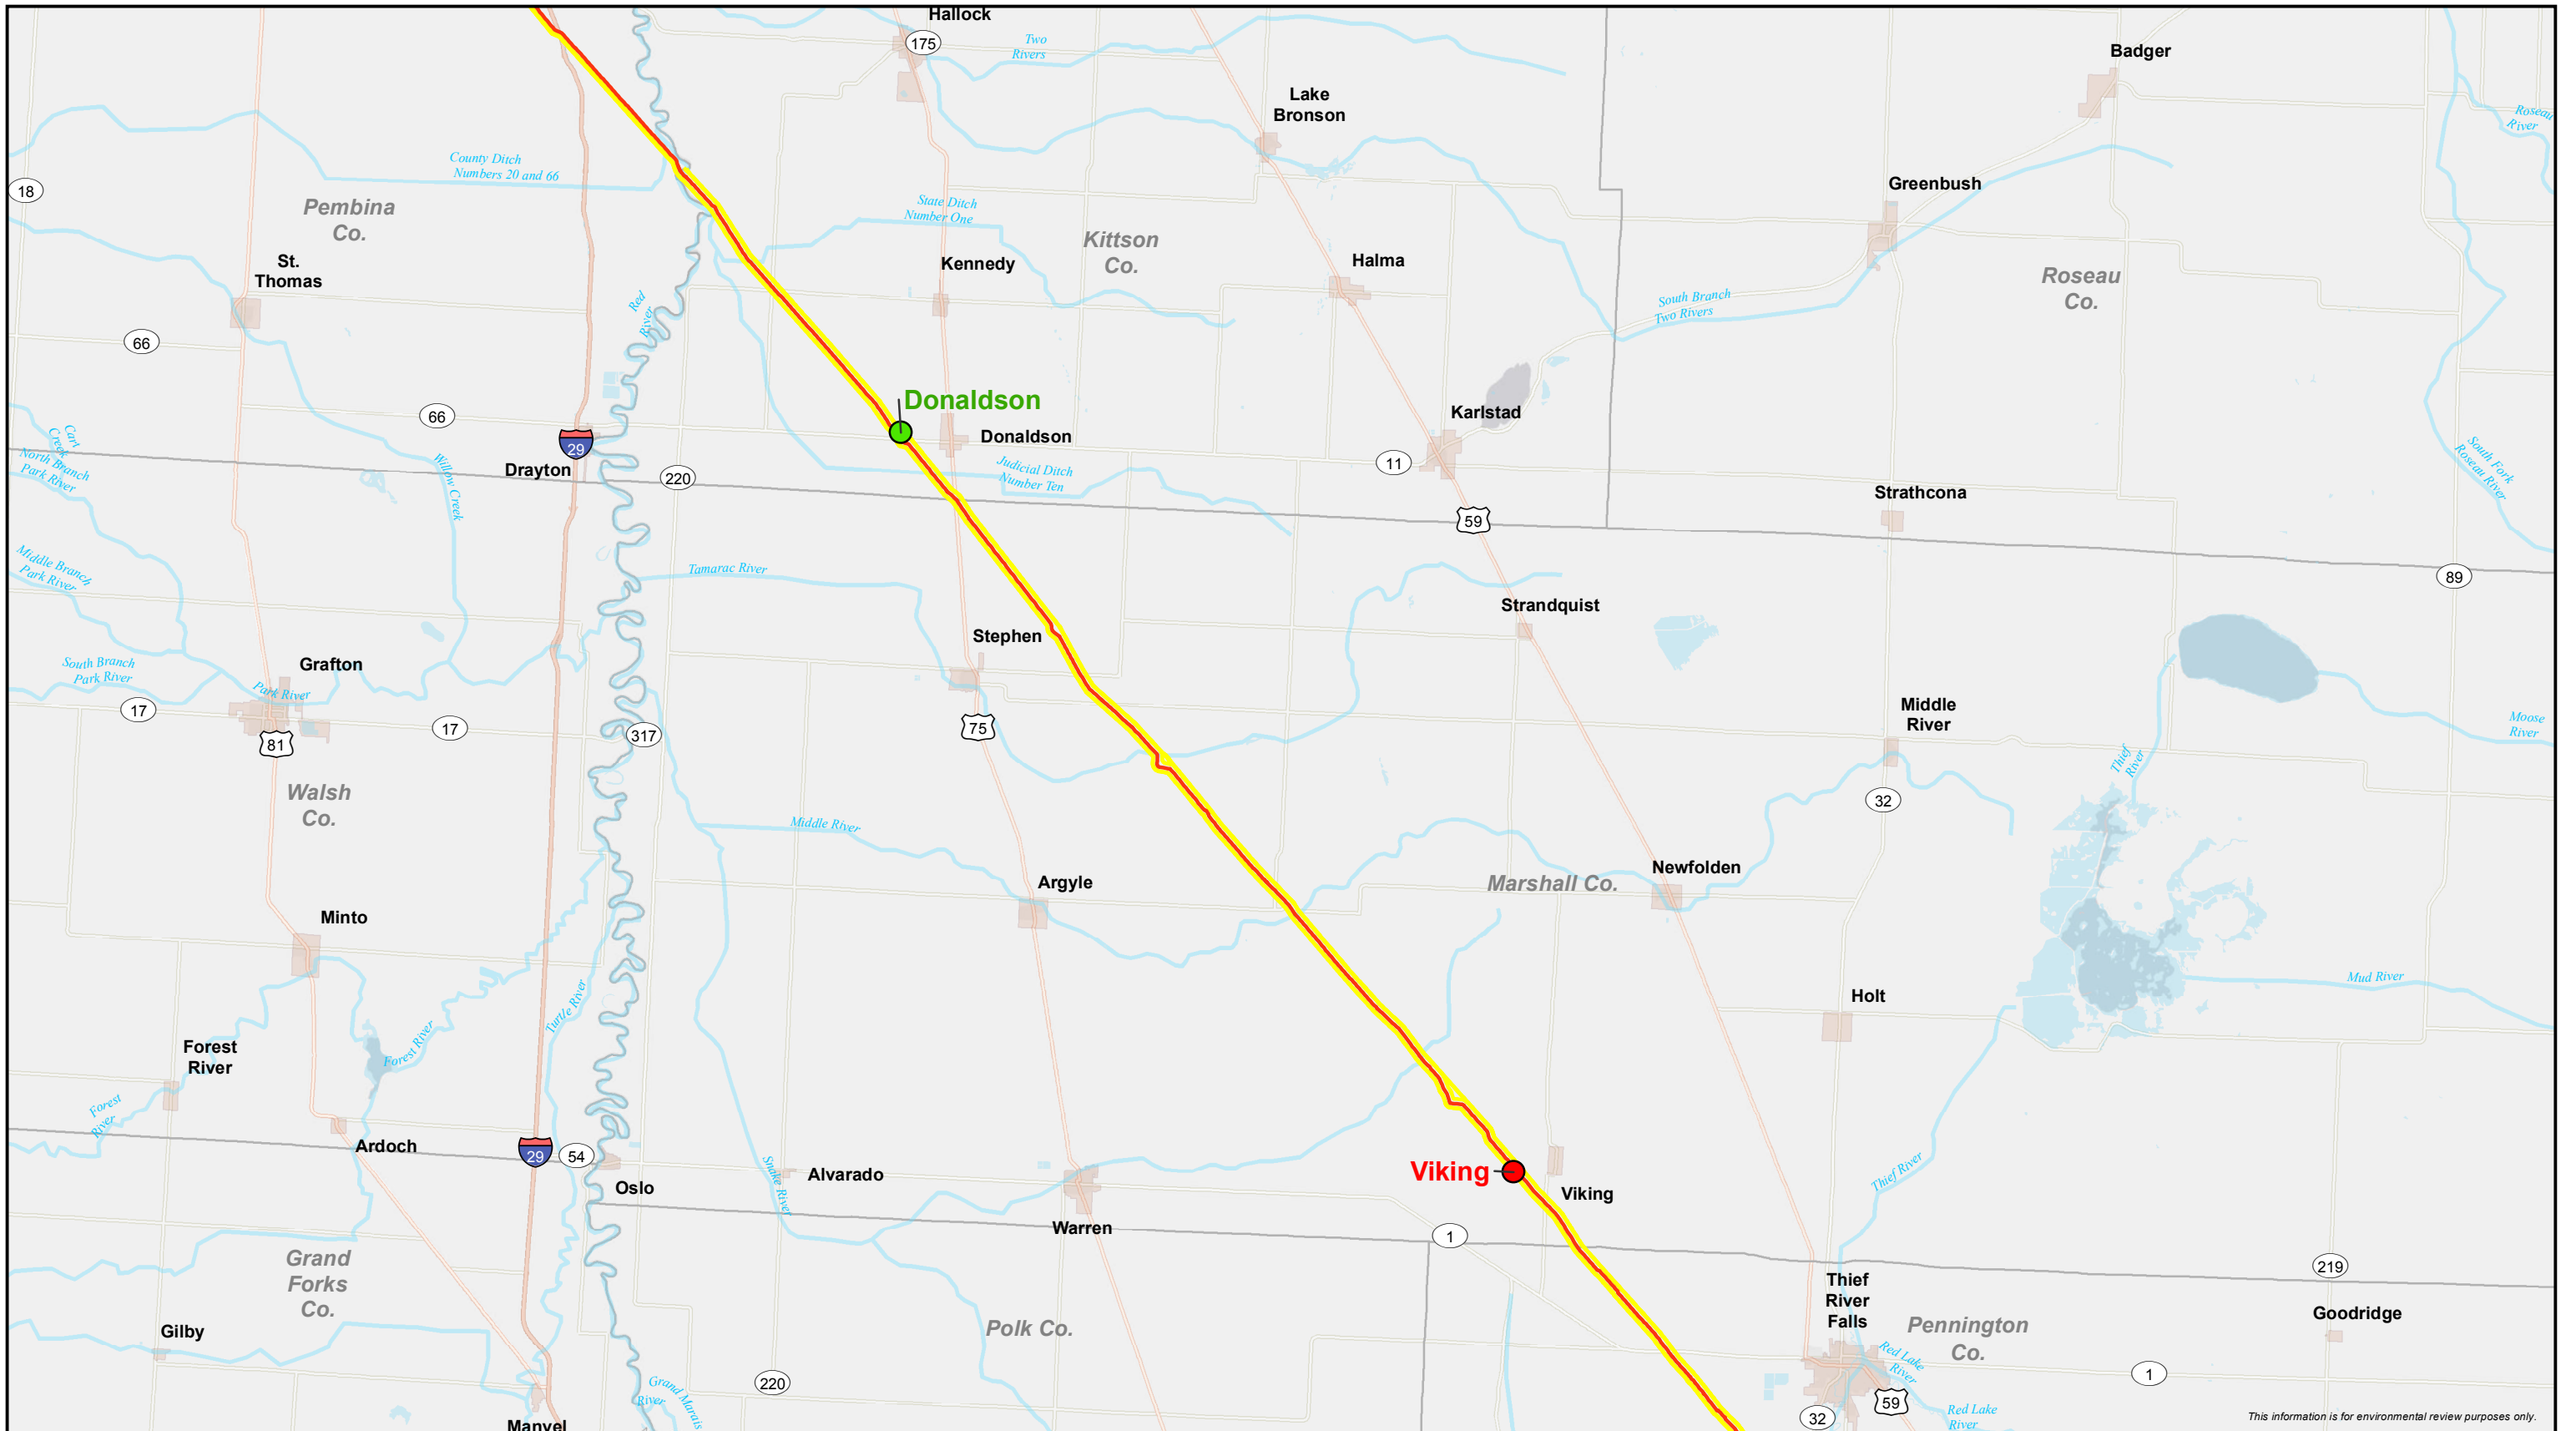 Hallock
175
Two
Rivers
Badger
Lake
Bronson
Roseau
River
County Ditch
Numbers 20 and 66
18
Greenbush
Pembina
Co.
State Ditch
Number One
Kittson
Co.
St.
Thomas
Kennedy
Halma
Roseau
Co.
Red
River
South Branch
Two Rivers
66
66
Donaldson
Donaldson
Karlstad
Cart
Creek
North Branch
Park River
Willow Creek
29
Drayton
220
Judicial Ditch
Number Ten
11
South Fork
Roseau River
Strathcona
59
Middle Branch
Park River
Tamarac River
89
Strandquist
Stephen
South Branch
Park River
Grafton
Park River
17
17
81
317
75
Middle
River
Moose
River
Thief
River
Walsh
Co.
32
Middle River
Newfolden
Argyle
Marshall Co.
Minto
Mud River
Holt
Turtle River
Forest River
Forest
River
Forest
River
Ardoch
29
54
Oslo
Snake River
Alvarado
Viking
Viking
Thief River
Warren
1
Grand
Forks
Co.
219
Thief
River
Falls
Goodridge
Gilby
Polk Co.
Pennington
Co.
Red Lake
River
1
220
Grand Marais
River
59
32
Red Lake
River
Manvel
This information is for environmental review purposes only.